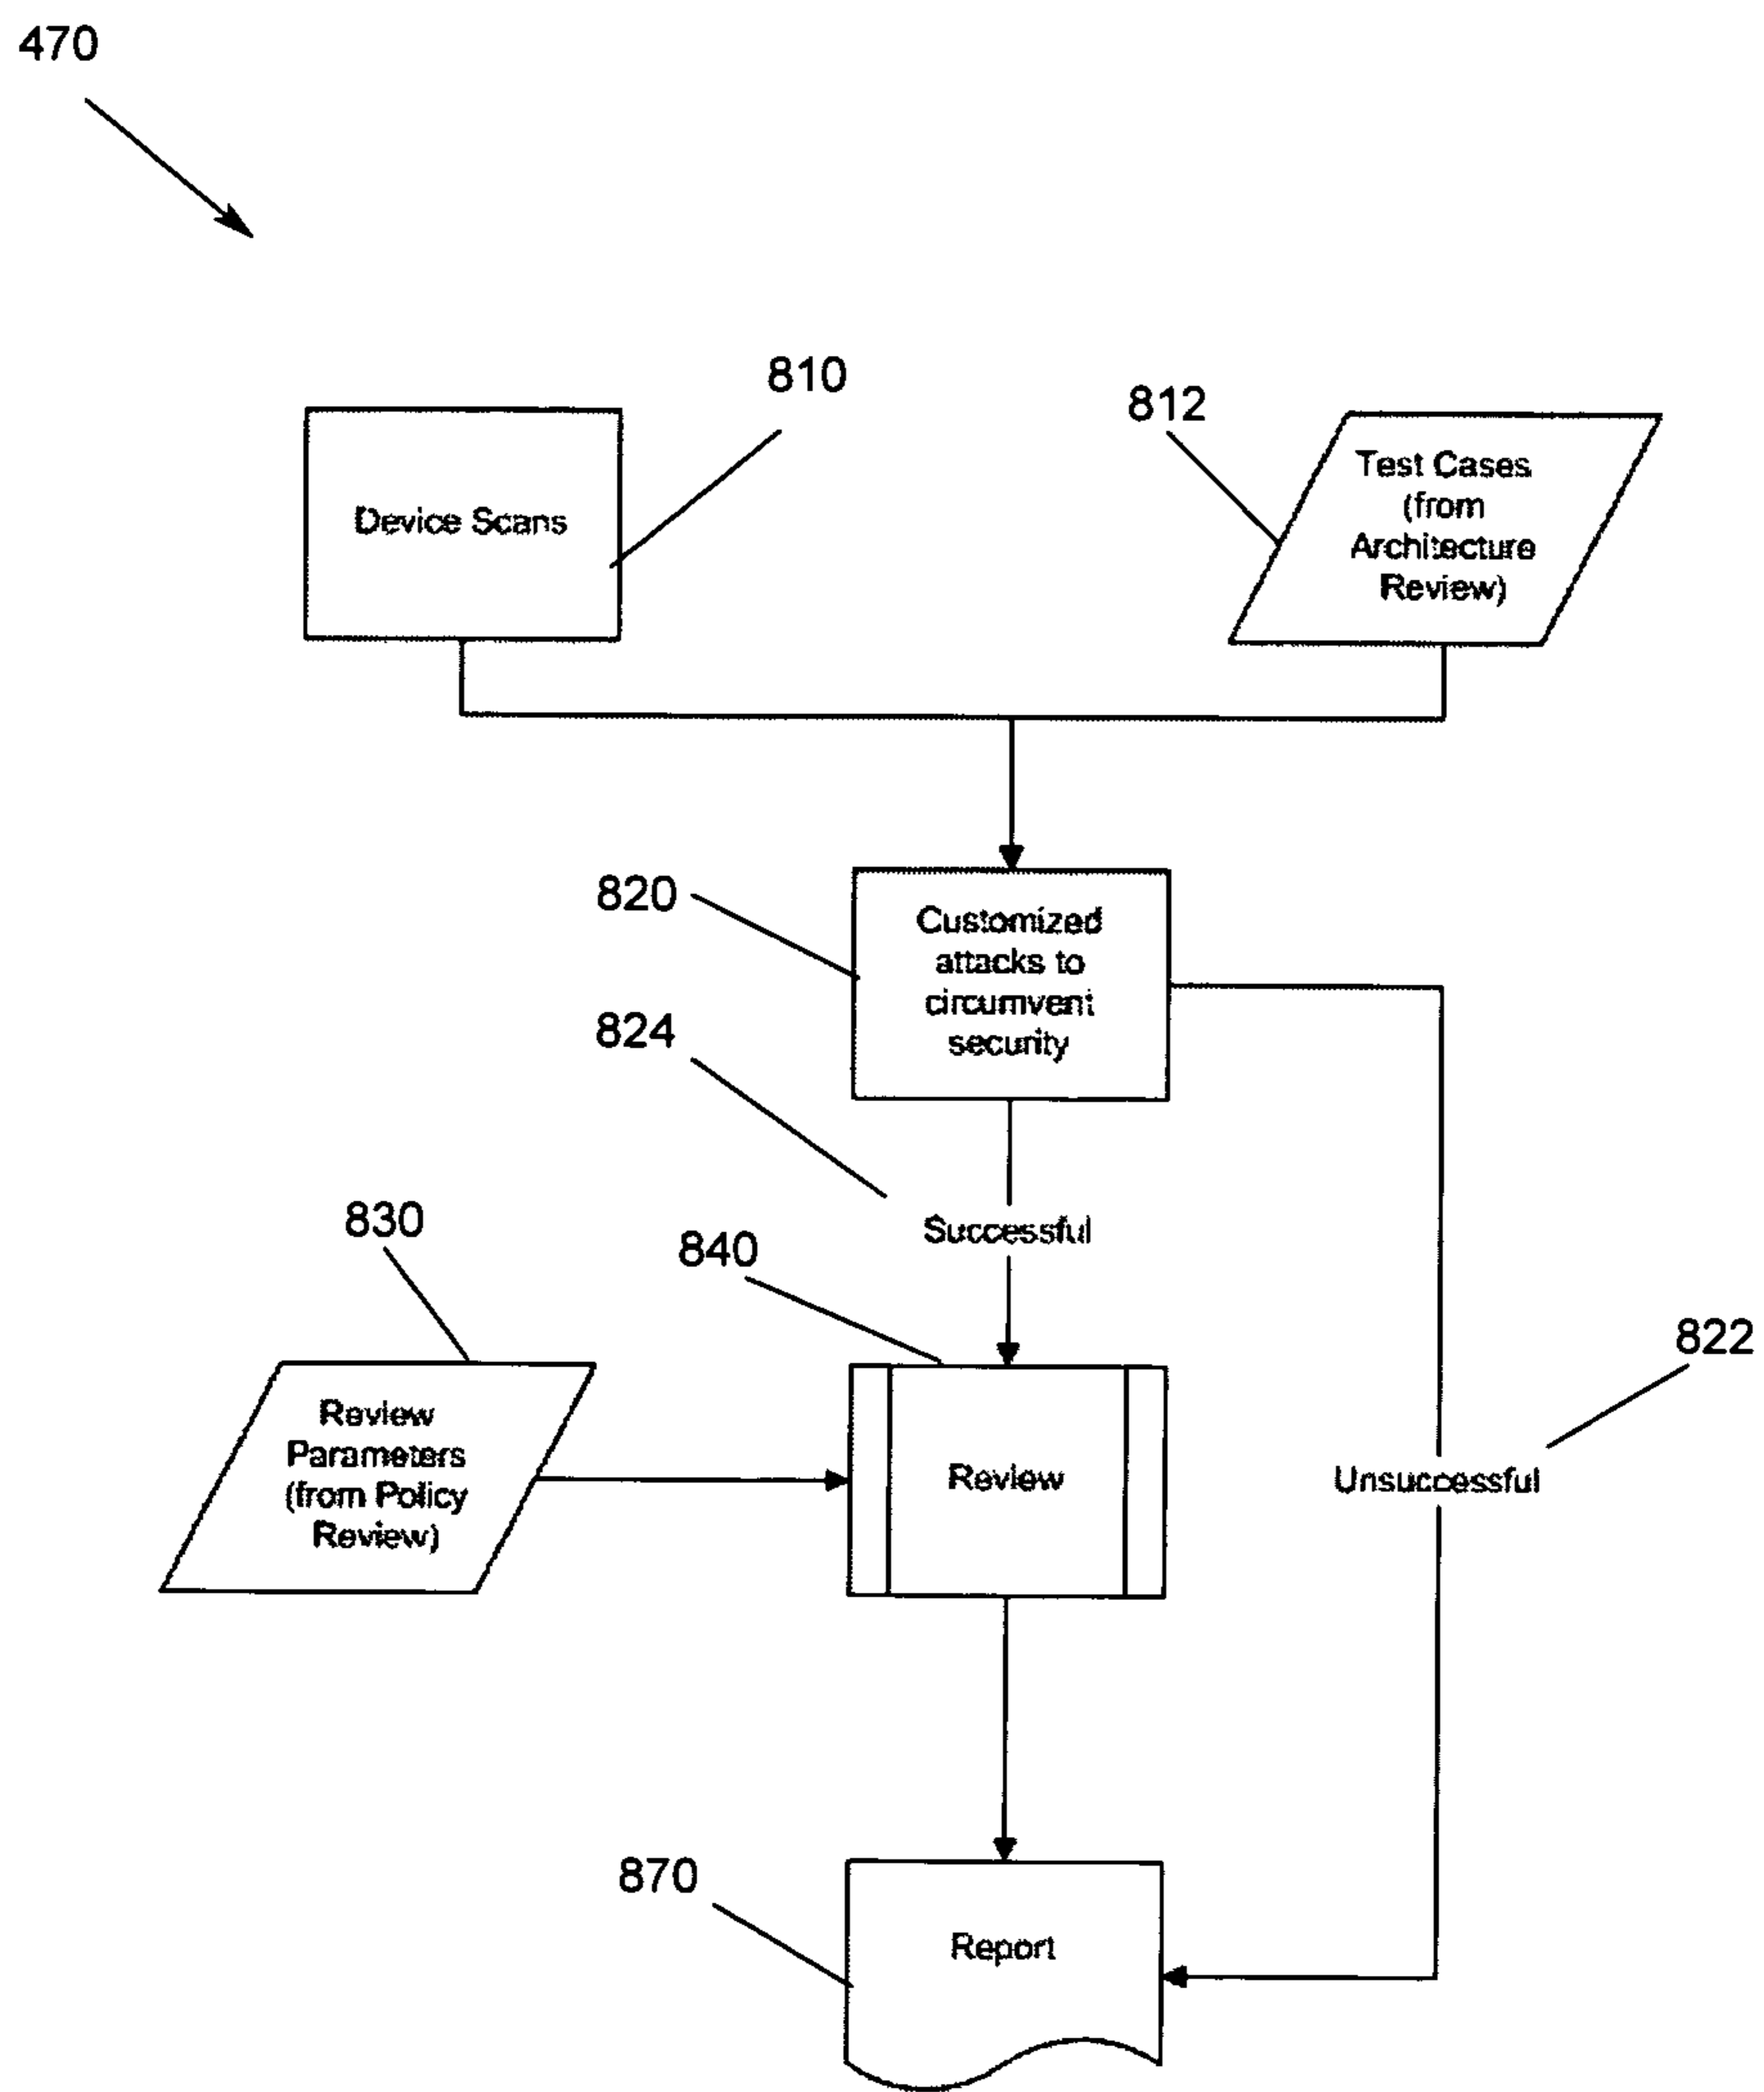 470
810
812
Device Scans
Test Cases
(from
Architecture
Review)
820
Customized
attacks to
circumvent
security
824
Successful
830
840
822
Review
Parameters
(from Policy
Review)
Review
Unsuccessful
870
Report